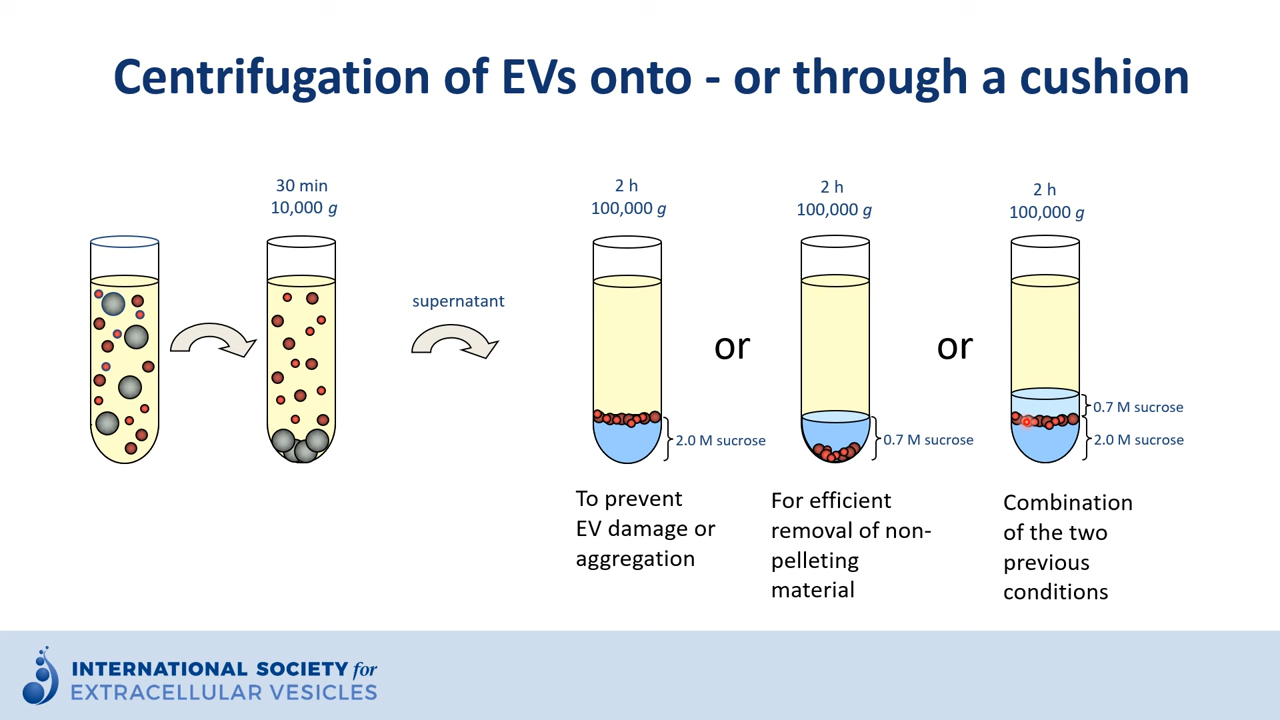 Centrifugation of EVs onto - or through a cushion
30 min
10,000 g
supernatant
2 h
100,000 g
2.0 M sucrose
To prevent
EV damage or
aggregation
or
2 h
100,000 g
0.7 M sucrose
For efficient
removal of non-
pelleting
material
or
2 h
100,000 g
0.7 M sucrose
2.0 M sucrose
Combination
of the two
previous
conditions
INTERNATIONAL SOCIETY for
EXTRACELLULAR VESICLES